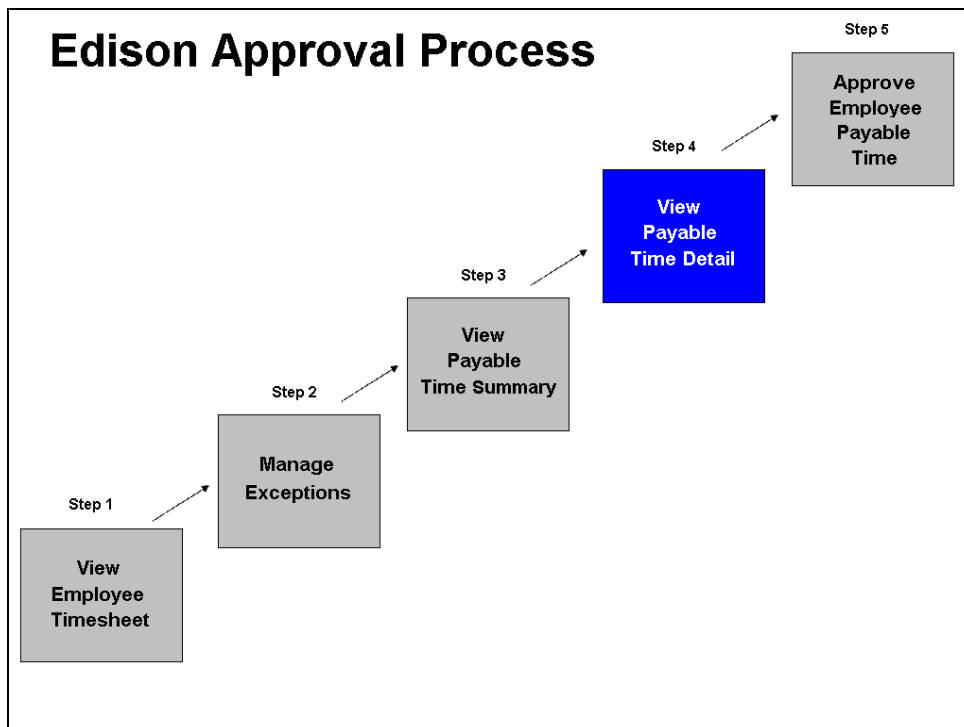 Edison Approval Process
Step 1
View
Employee
Timesheet
Step 2
Manage
Exceptions
Step 3
View
Payable
Time Summary
Step 4
View
Payable
Time Detail
Step 5
Approve
Employee
Payable
Time